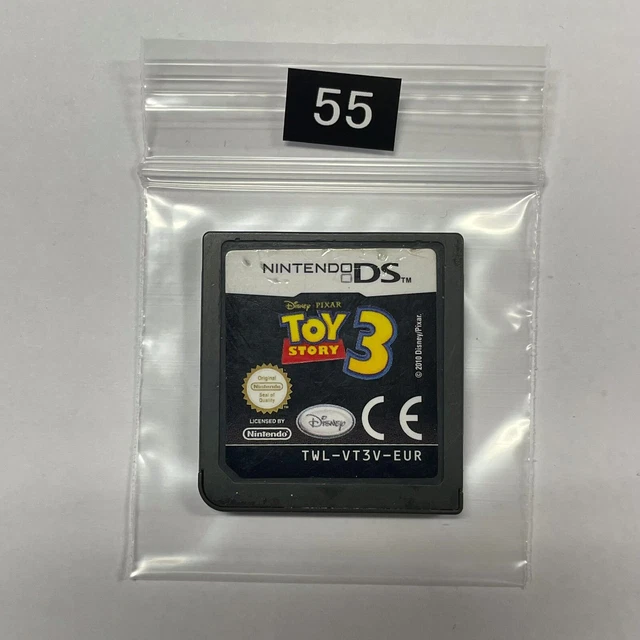 55
NINTENDO DS™
Disney · PIXAR
TOY
STORY
3
© 2010 Disney/Pixar.
Original
Nintendo
Seal of
Quality
LICENSED BY
Nintendo
Disney
CE
TWL-VT3V-EUR